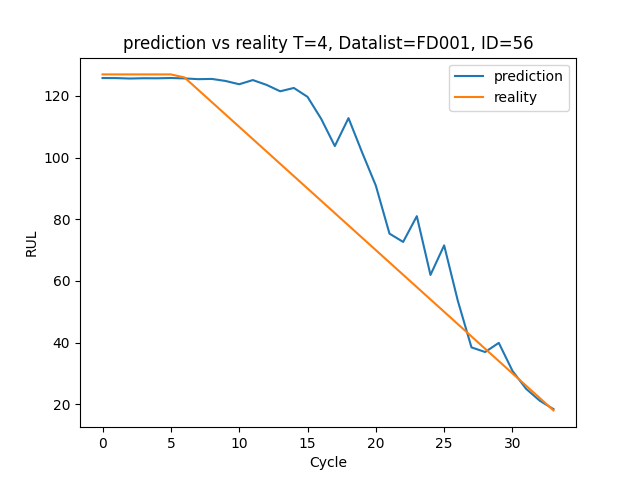 prediction vs reality T=4, Datalist=FD001, ID=56
prediction
reality
RUL
120
100
80
60
40
20
0 5 10 15 20 25 30
Cycle